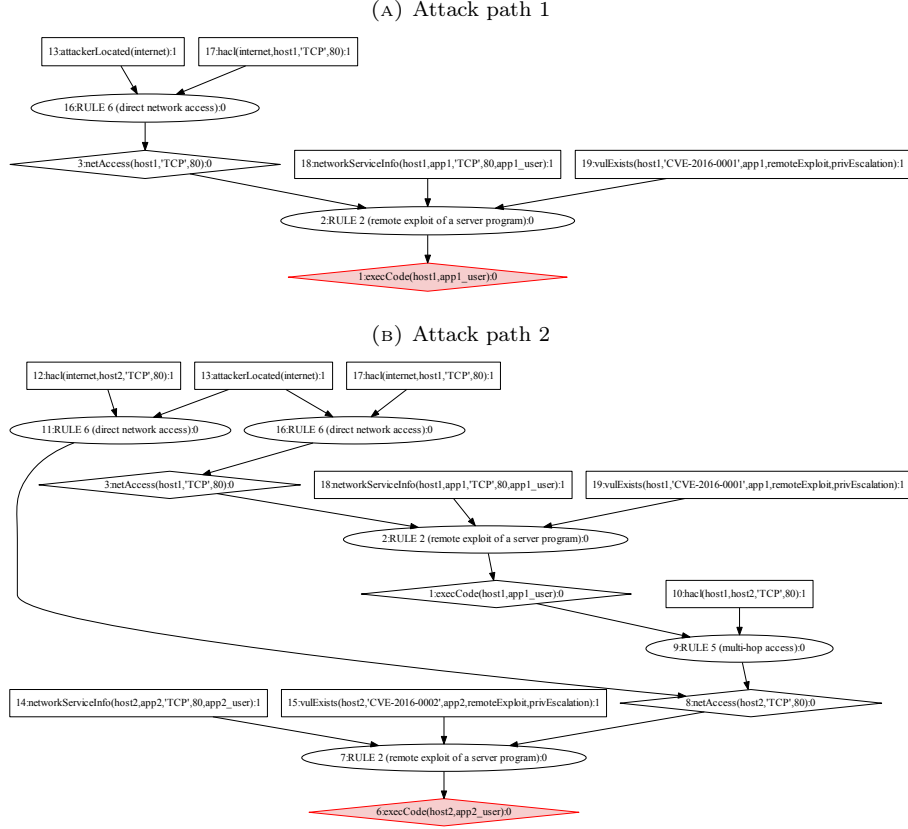 (A) Attack path 1
13:attackerLocated(internet):1
17:hacl(internet,host1,'TCP',80):1
16:RULE 6 (direct network access):0
3:netAccess(host1,'TCP',80):0
18:networkServiceInfo(host1,app1,'TCP',80,app1_user):1
19:vulExists(host1,'CVE-2016-0001',app1,remoteExploit,privEscalation):1
2:RULE 2 (remote exploit of a server program):0
1:execCode(host1,app1_user):0
(B) Attack path 2
12:hacl(internet,host2,'TCP',80):1
13:attackerLocated(internet):1
17:hacl(internet,host1,'TCP',80):1
11:RULE 6 (direct network access):0
16:RULE 6 (direct network access):0
3:netAccess(host1,'TCP',80):0
18:networkServiceInfo(host1,app1,'TCP',80,app1_user):1
19:vulExists(host1,'CVE-2016-0001',app1,remoteExploit,privEscalation):1
2:RULE 2 (remote exploit of a server program):0
1:execCode(host1,app1_user):0
10:hacl(host1,host2,'TCP',80):1
9:RULE 5 (multi-hop access):0
14:networkServiceInfo(host2,app2,'TCP',80,app2_user):1
15:vulExists(host2,'CVE-2016-0002',app2,remoteExploit,privEscalation):1
8:netAccess(host2,'TCP',80):0
7:RULE 2 (remote exploit of a server program):0
6:execCode(host2,app2_user):0